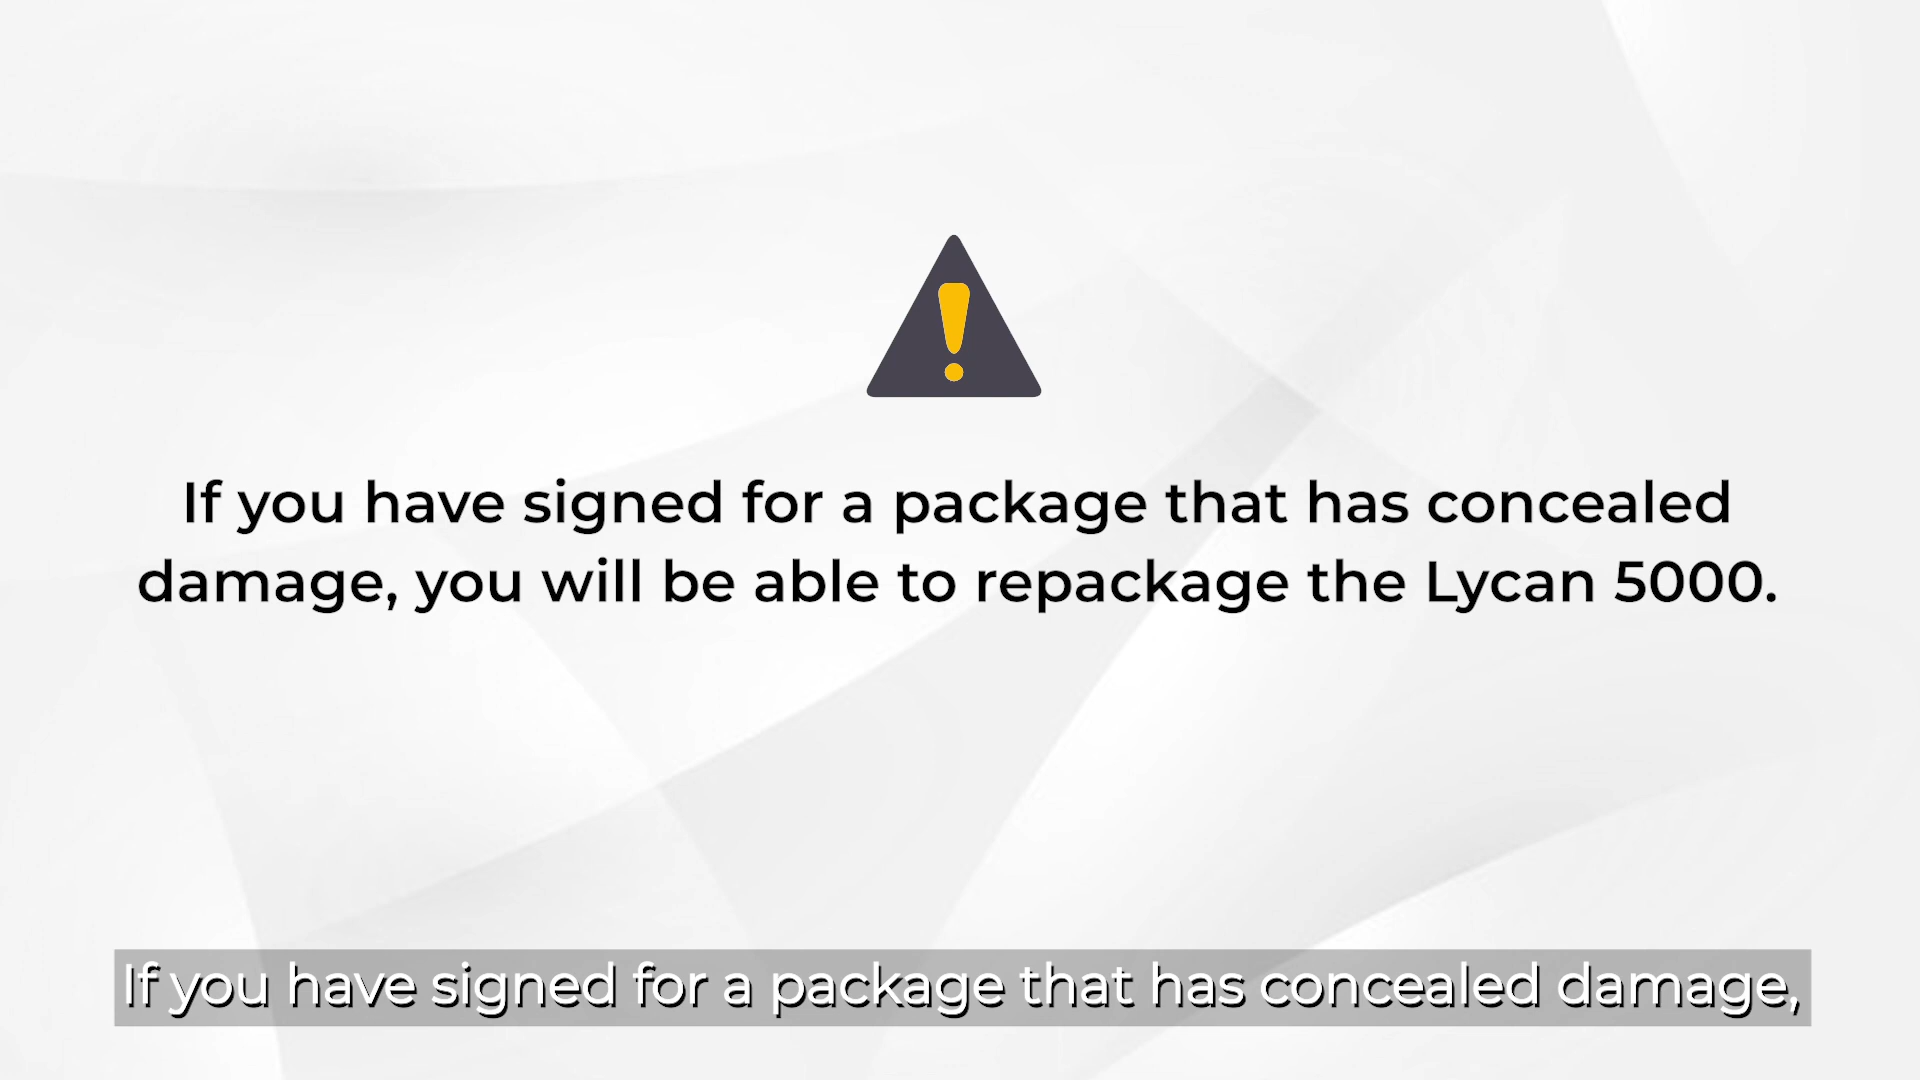 If you have signed for a package that has concealed
damage, you will be able to repackage the Lycan 5000.
If you have signed for a package that has concealed damage,